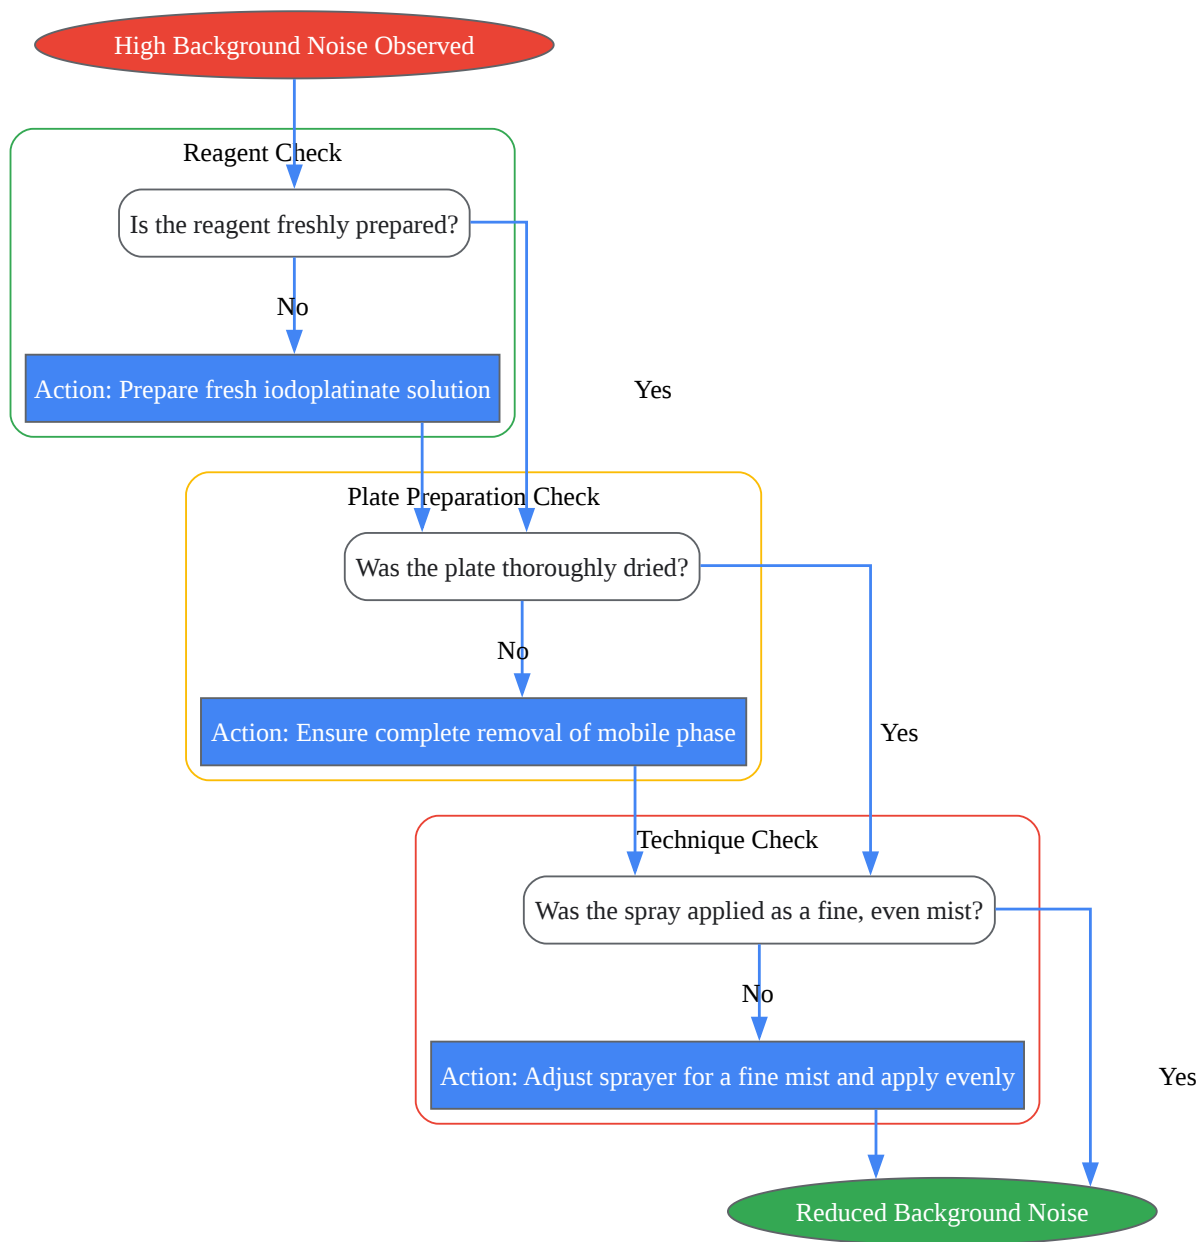 High Background Noise Observed
Reagent Check
Is the reagent freshly prepared?
No
Action: Prepare fresh iodoplatinate solution
Yes
Plate Preparation Check
Was the plate thoroughly dried?
No
Action: Ensure complete removal of mobile phase
Yes
Technique Check
Was the spray applied as a fine, even mist?
No
Action: Adjust sprayer for a fine mist and apply evenly
Yes
Reduced Background Noise